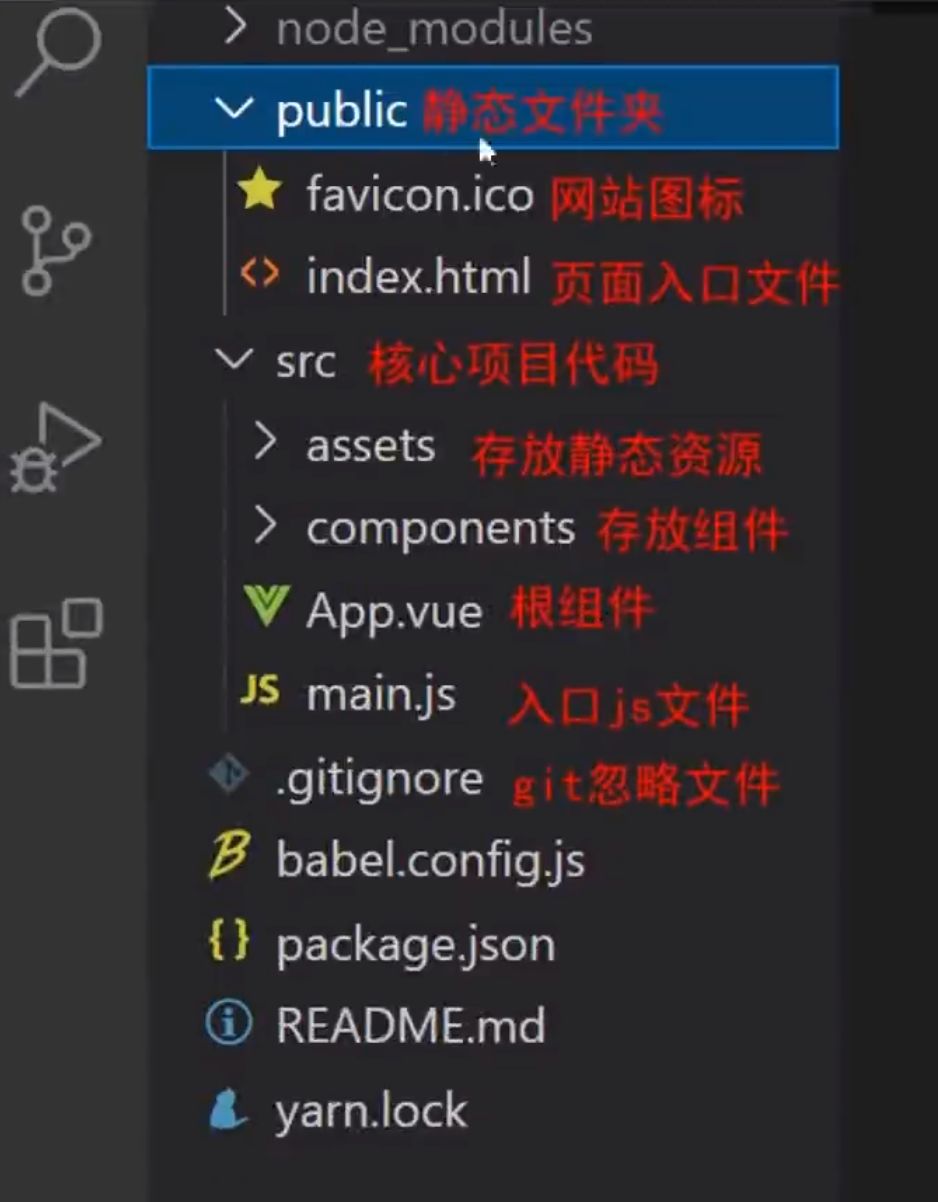 node_modules
public 静态文件夹
favicon.ico 网站图标
index.html 页面入口文件
src 核心项目代码
assets 存放静态资源
components 存放组件
App.vue 根组件
JS main.js 入口js文件
.gitignore git忽略文件
babel.config.js
package.json
README.md
yarn.lock